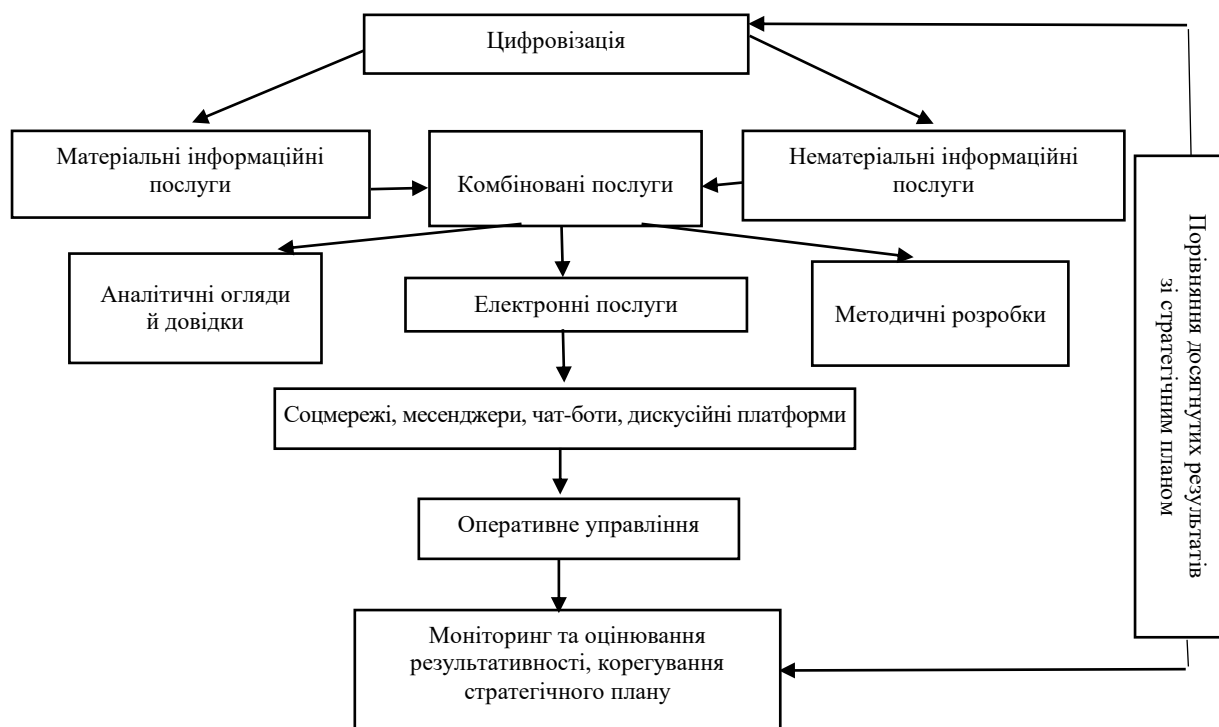 Цифровізація
Матеріальні інформаційні
послуги
Комбіновані послуги
Нематеріальні інформаційні
послуги
Аналітичні огляди
й довідки
Електронні послуги
Методичні розробки
Соцмережі, месенджери, чат-боти, дискусійні платформи
Оперативне управління
Моніторинг та оцінювання
результативності, корегування
стратегічного плану
Порівняння досягнутих результатів
зі стратегічним планом